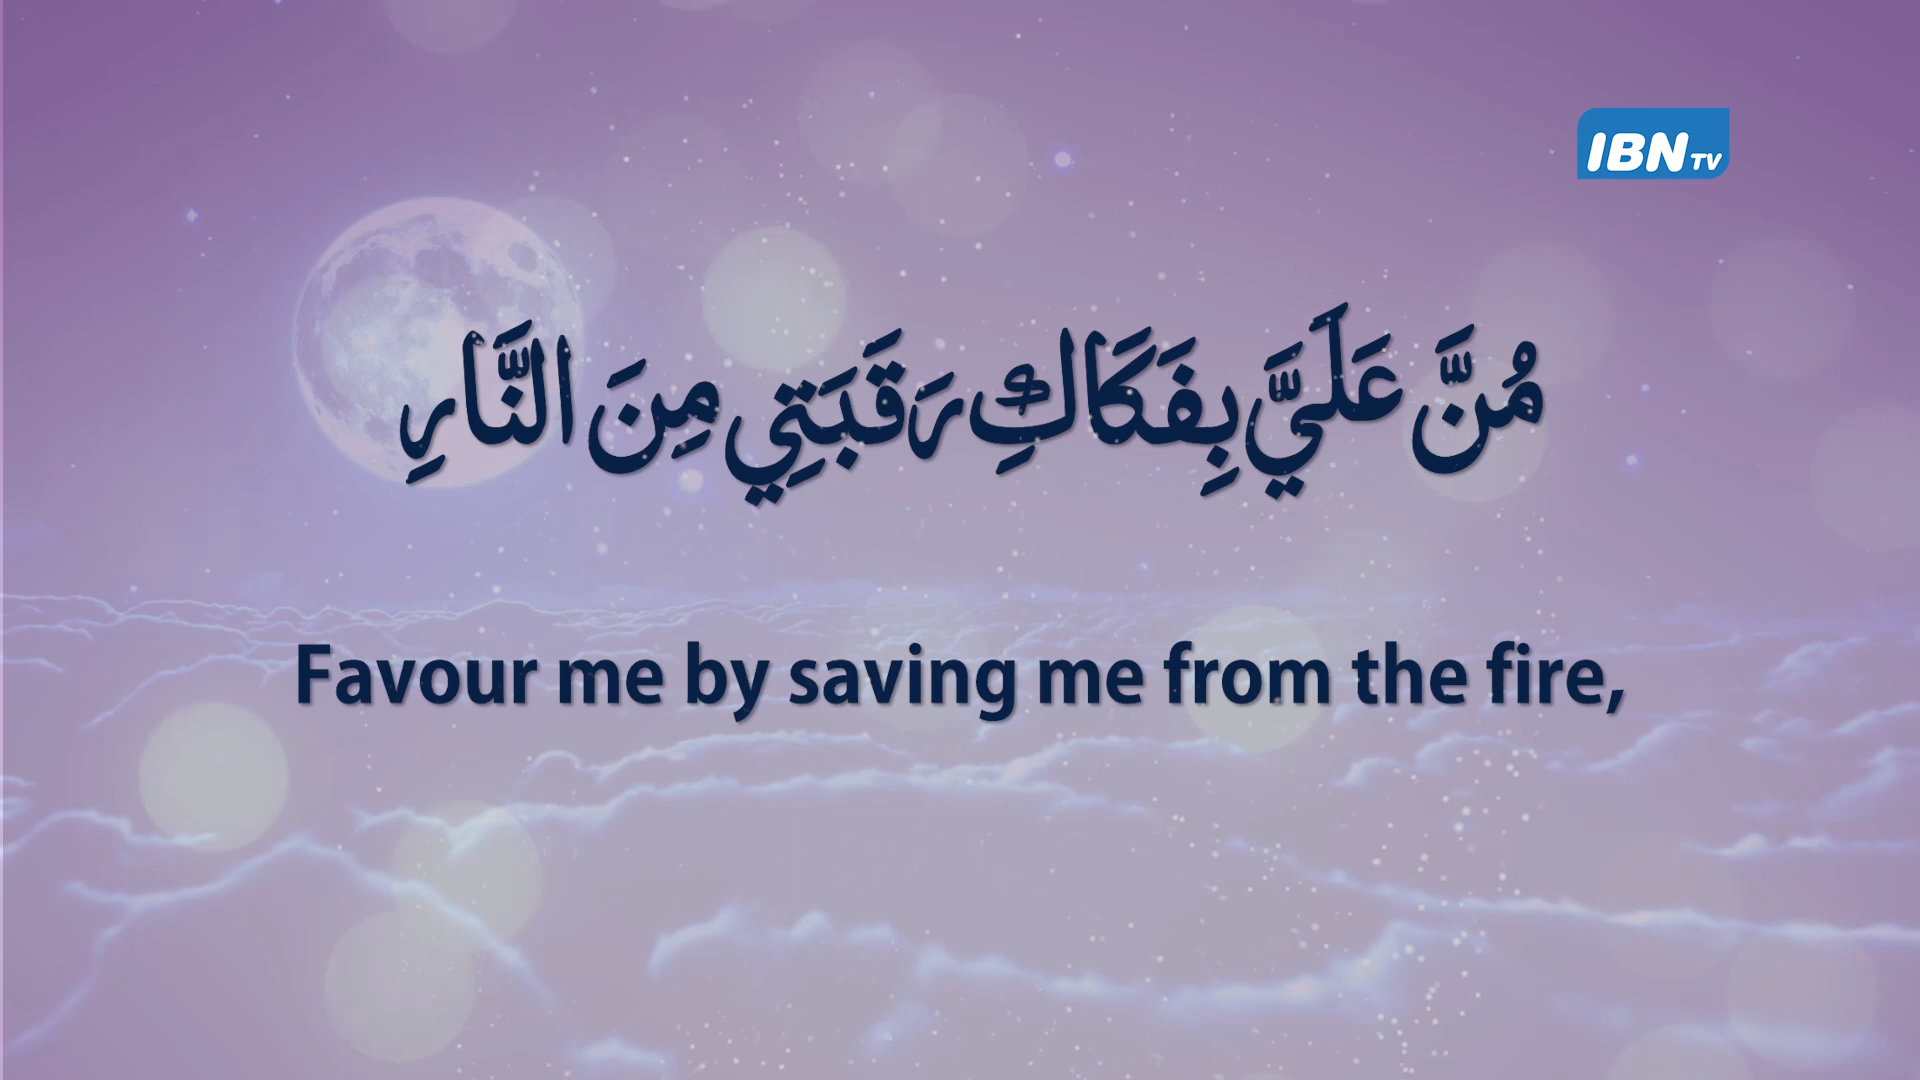 IBN TV
مُنَّ عَلَيَّ بِفَكَاكِ رَقَبَتِي مِنَ النَّارِ
Favour me by saving me from the fire,